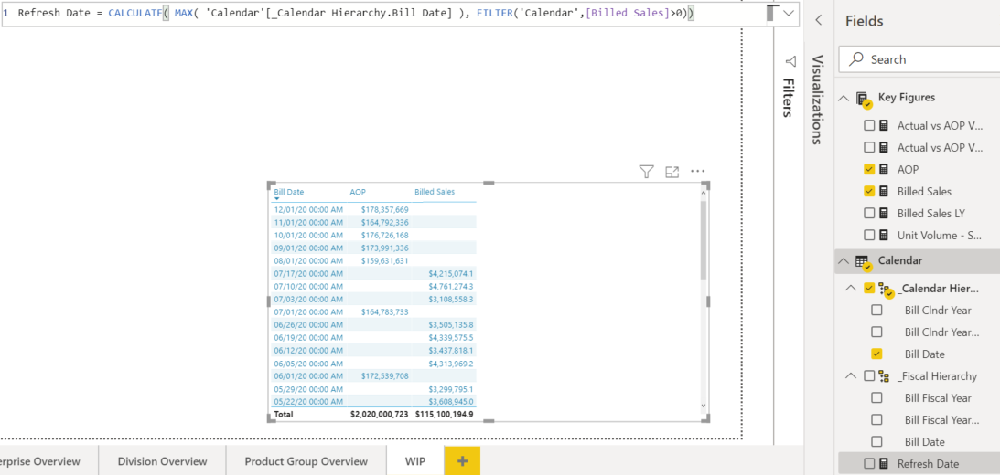 1 Refresh Date = CALCULATE( MAX( 'Calendar'[_Calendar Hierarchy.Bill Date] ), FILTER('Calendar',[Billed Sales]>0))
Fields
Search
Filters
Visualizations
Key Figures
Actual vs AOP V...
Actual vs AOP V...
AOP
Billed Sales
Billed Sales LY
Unit Volume - S...
Calendar
_Calendar Hier...
Bill Clndr Year
Bill Clndr Year...
Bill Date
_Fiscal Hierarchy
Bill Fiscal Year
Bill Fiscal Year...
Bill Date
Refresh Date
Bill Date AOP Billed Sales
12/01/20 00:00 AM $178,357,669
11/01/20 00:00 AM $164,792,336
10/01/20 00:00 AM $176,726,168
09/01/20 00:00 AM $173,991,336
08/01/20 00:00 AM $159,631,631
07/17/20 00:00 AM $4,215,074.1
07/10/20 00:00 AM $4,761,274.3
07/03/20 00:00 AM $3,108,558.3
07/01/20 00:00 AM $164,783,733
06/26/20 00:00 AM $3,505,135.8
06/19/20 00:00 AM $4,339,575.5
06/12/20 00:00 AM $3,437,818.1
06/05/20 00:00 AM $4,313,969.2
06/01/20 00:00 AM $172,539,708
05/29/20 00:00 AM $3,299,795.1
05/22/20 00:00 AM $3,608,945.0
Total $2,020,000,723 $115,100,194.9
erprise Overview Division Overview Product Group Overview WIP +